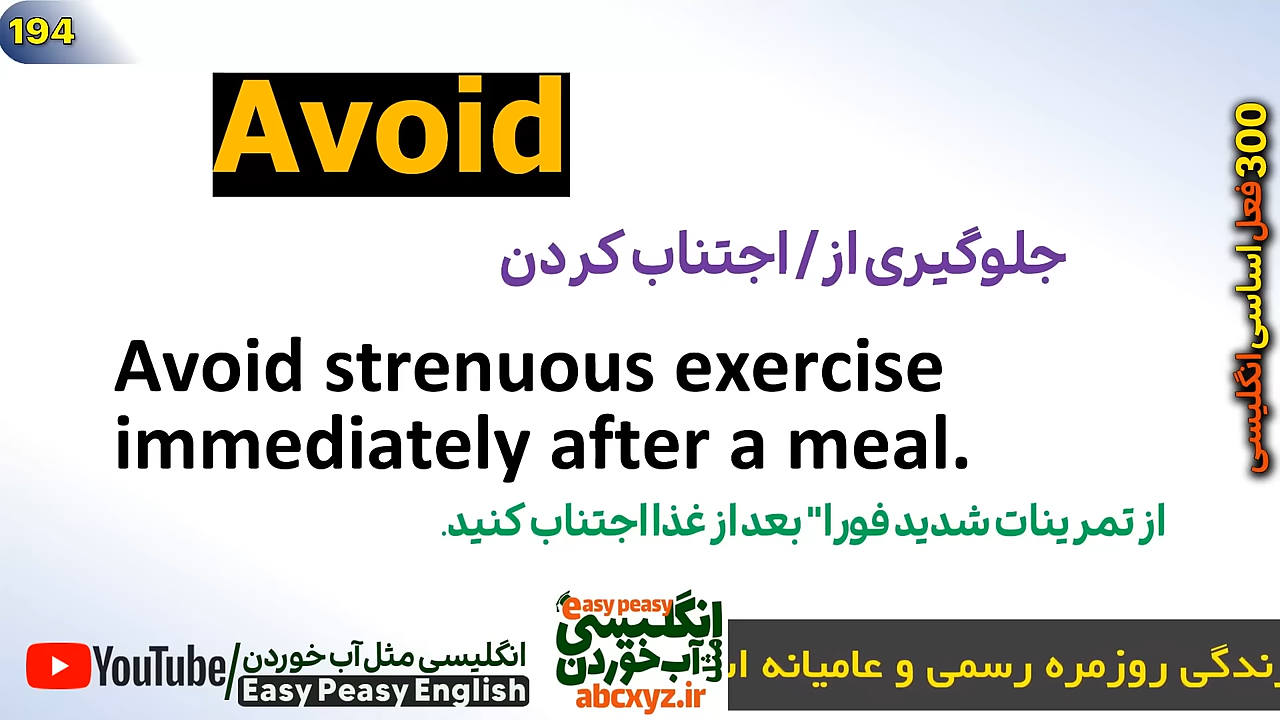 194
Avoid
جلوگیری از / اجتناب کردن
Avoid strenuous exercise
immediately after a meal.
از تمرینات شدید فورا" بعد از غذا اجتناب کنید.
300 فعل اساسی انگلیسی
YouTube/انگلیسی مثل آب خوردن
Easy Peasy English
easy peasy
انگلیسی
مثل آب خوردن
abcxyz.ir
روزمره رسمی و عامیانه